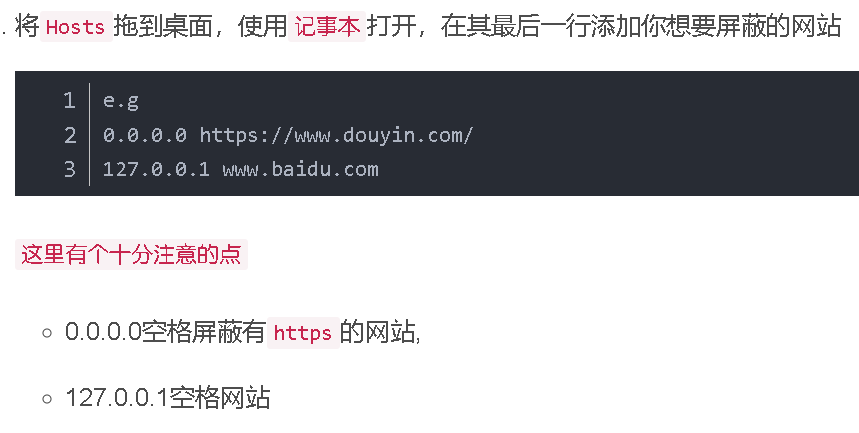 . 将 Hosts 拖到桌面，使用 记事本 打开，在其最后一行添加你想要屏蔽的网站
1 e.g
2 0.0.0.0 https://www.douyin.com/
3 127.0.0.1 www.baidu.com
这里有个十分注意的点
0.0.0.0空格屏蔽有 https 的网站,
127.0.0.1空格网站